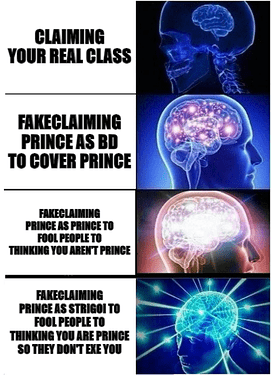 CLAIMING
YOUR REAL CLASS
FAKECLAIMING
PRINCE AS BD
TO COVER PRINCE
FAKECLAIMING
PRINCE AS PRINCE TO
FOOL PEOPLE TO
THINKING YOU AREN'T PRINCE
FAKECLAIMING
PRINCE AS STRIGOI TO
FOOL PEOPLE TO
THINKING YOU ARE PRINCE
SO THEY DON'T EXE YOU